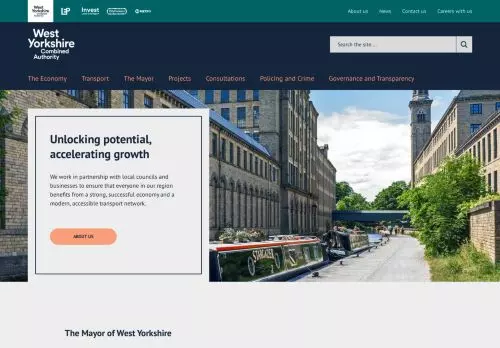 West
Yorkshire
Combined
Authority
LEP
Invest
METRO
About us
News
Contact us
Careers with us
West
Yorkshire
Combined
Authority
Search the site ...
The Economy
Transport
The Mayor
Projects
Consultations
Policing and Crime
Governance and Transparency
Unlocking potential,
accelerating growth
We work in partnership with local councils and
businesses to ensure that everyone in our region
benefits from a strong, successful economy and a
modern, accessible transport network.
ABOUT US
The Mayor of West Yorkshire